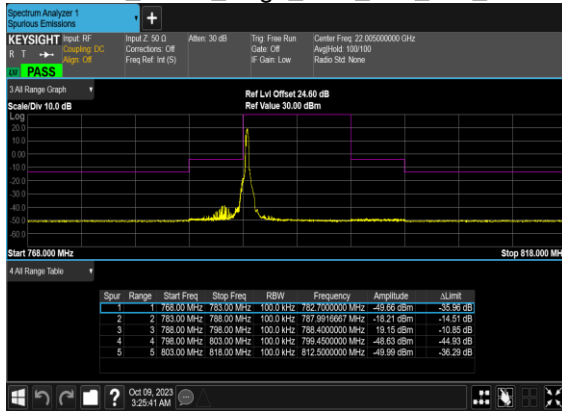 Spectrum Analyzer 1
Spurious Emissions
KEYSIGHT Input: RF Input Z: 50 Ω Atten: 30 dB Trig: Free Run Center Freq: 22.005000000 GHz
R T Coupling: DC Corrections: Off Gate: Off Avg|Hold: 100/100
Align: Off Freq Ref: Int (S) IF Gain: Low Radio Std: None
PASS
3 All Range Graph
Ref Lvl Offset 24.60 dB
Scale/Div 10.0 dB Ref Value 30.00 dBm
Log
20.0
10.0
0.00
-10.0
-20.0
-30.0
-40.0
-50.0
-60.0
Start 768.000 MHz Stop 818.000 MH
4 All Range Table
Spur Range Start Freq Stop Freq RBW Frequency Amplitude ΔLimit
1 1 768.00 MHz 783.00 MHz 100.0 kHz 782.7000000 MHz -49.66 dBm -35.96 dB
2 2 783.00 MHz 788.00 MHz 100.0 kHz 787.9916667 MHz -18.21 dBm -14.51 dB
3 3 788.00 MHz 798.00 MHz 100.0 kHz 788.4000000 MHz 19.15 dBm -10.85 dB
4 4 798.00 MHz 803.00 MHz 100.0 kHz 799.4500000 MHz -48.63 dBm -44.93 dB
5 5 803.00 MHz 818.00 MHz 100.0 kHz 812.5000000 MHz -49.99 dBm -36.29 dB
Oct 09, 2023
3:25:41 AM